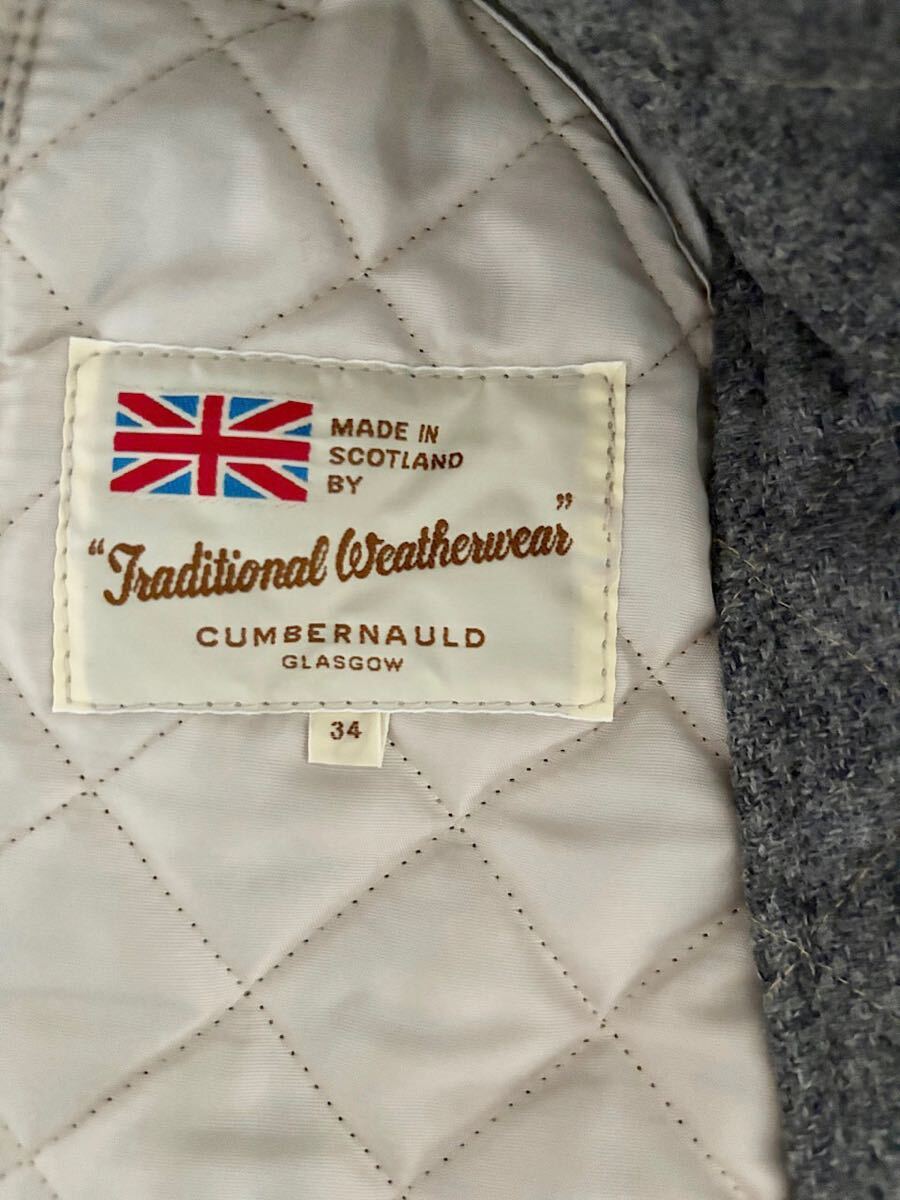 MADE IN
SCOTLAND
BY
“Traditional Weatherwear”
CUMBERNAULD
GLASGOW
34